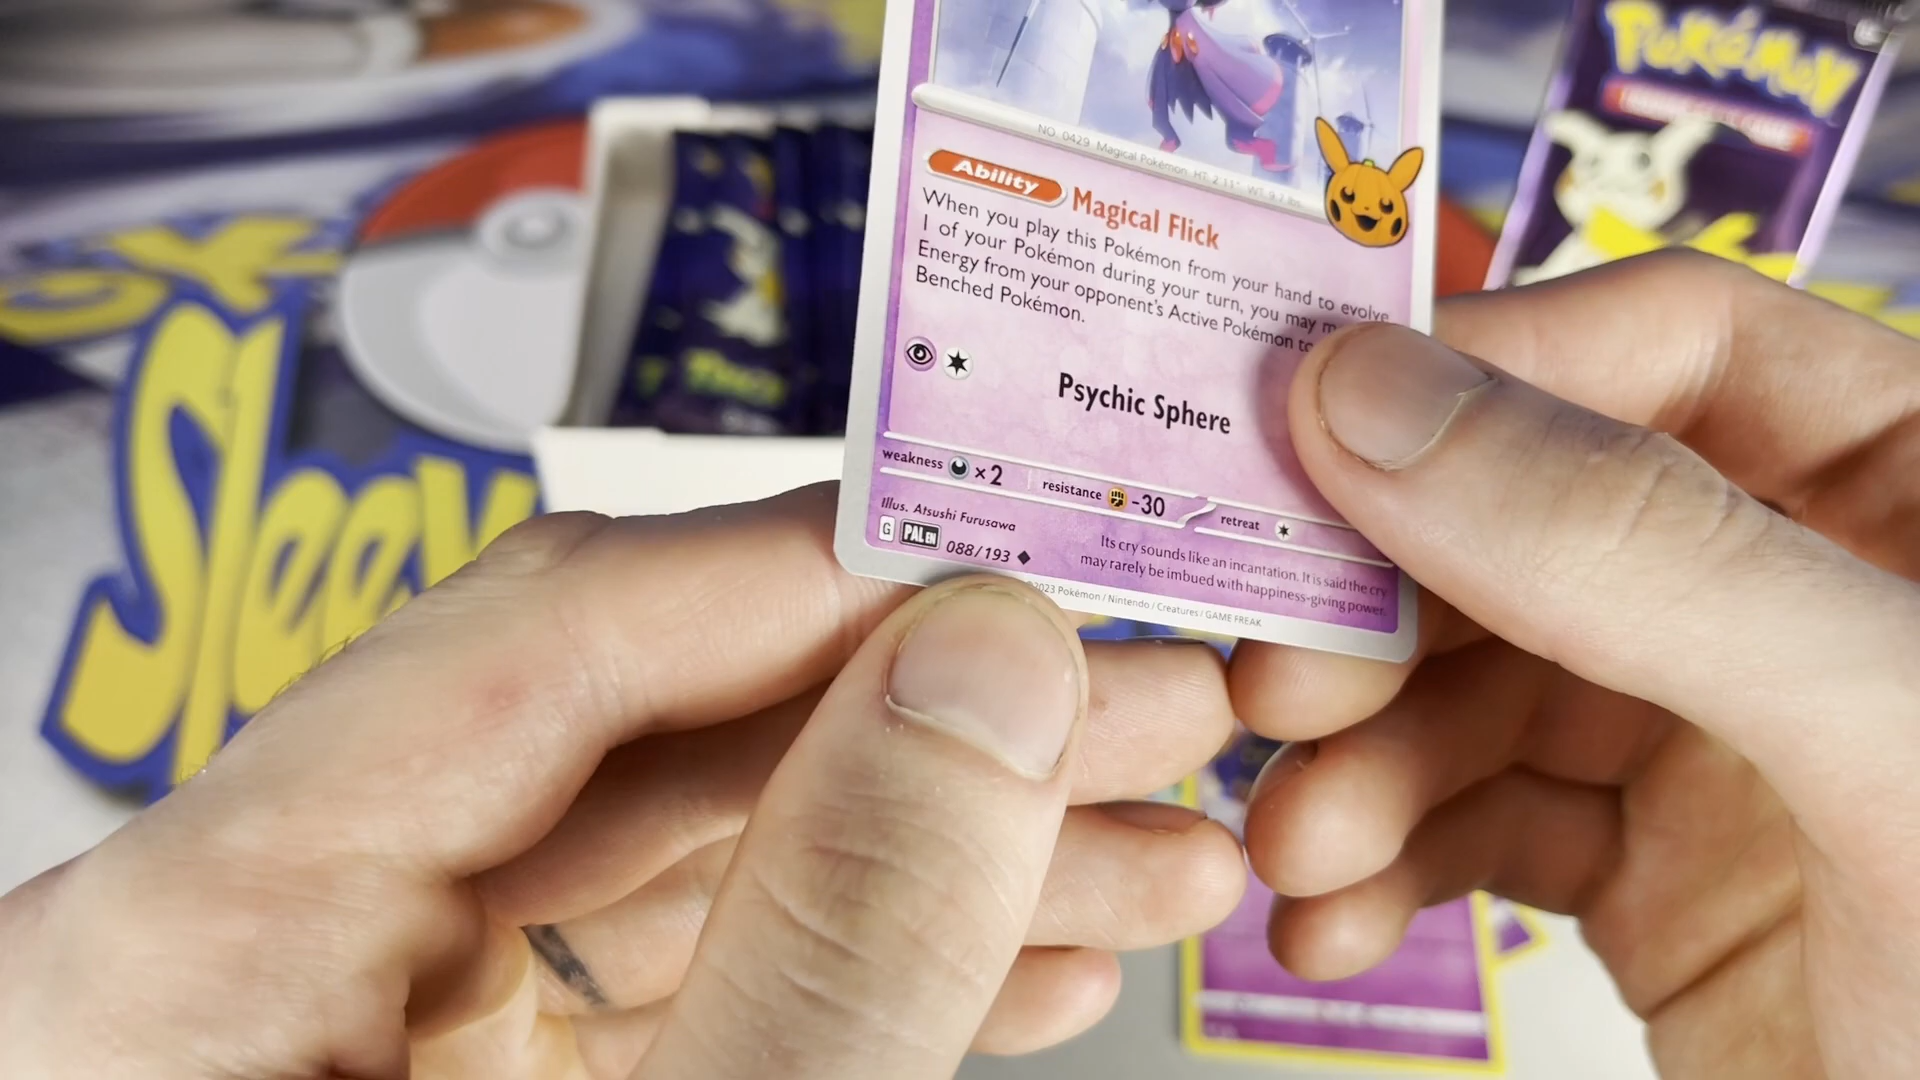 Pokémon
NO. 0429 Magical Pokémon HT: 2'11" WT: 9.7 lbs.
Ability Magical Flick
When you play this Pokémon from your hand to evolve
1 of your Pokémon during your turn, you may m
Energy from your opponent's Active Pokémon to
Benched Pokémon.
Psychic Sphere
weakness ×2 resistance -30 retreat
Illus. Atsushi Furusawa
G PAL EN 088/193
Its cry sounds like an incantation. It is said the cry
may rarely be imbued with happiness-giving power.
©2023 Pokémon / Nintendo / Creatures / GAME FREAK